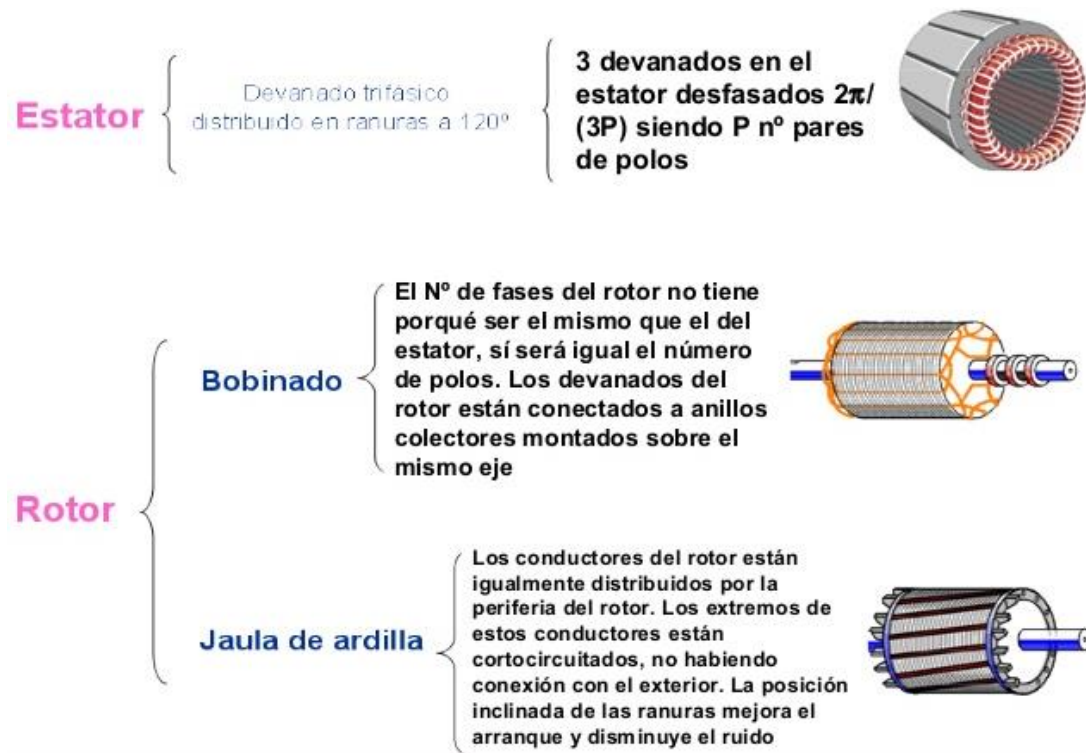 Estator
Devanado trifásico
distribuido en ranuras a 120º
3 devanados en el
estator desfasados 2π/
(3P) siendo P nº pares
de polos
Rotor
Bobinado
El Nº de fases del rotor no tiene
porqué ser el mismo que el del
estator, sí será igual el número
de polos. Los devanados del
rotor están conectados a anillos
colectores montados sobre el
mismo eje
Jaula de ardilla
Los conductores del rotor están
igualmente distribuidos por la
periferia del rotor. Los extremos de
estos conductores están
cortocircuitados, no habiendo
conexión con el exterior. La posición
inclinada de las ranuras mejora el
arranque y disminuye el ruido